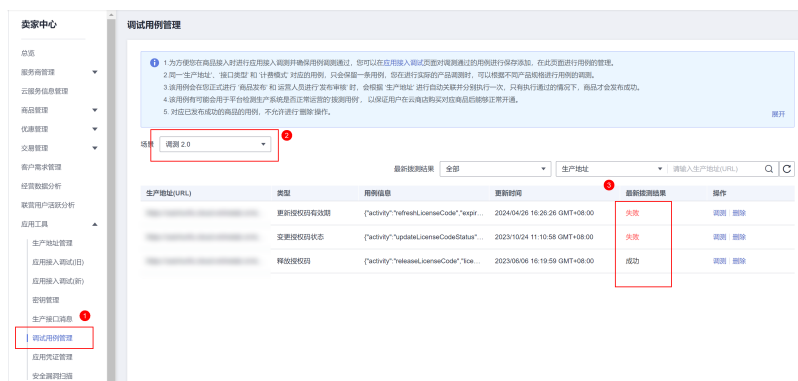 卖家中心
调试用例管理
总览
服务商管理
云服务信息管理
商品管理
优惠管理
交易管理
客户需求管理
经营数据分析
联营用户活跃分析
应用工具
生产地址管理
应用接入调试(旧)
应用接入调试(新)
密钥管理
生产接口消息
1
调试用例管理
应用凭证管理
安全漏洞扫描
1.为方便您在商品接入时进行应用接入调测并确保用例调测通过，您可以在应用接入调试页面对调测通过的用例进行保存添加，在此页面进行用例的管理。
2.同一'生产地址'、'接口类型' 和 '计费模式' 对应的用例，只会保留一条用例，您在进行实际的产品调测时，可以根据不同产品规格进行用例的调测。
3.该用例会在您正式进行 '商品发布' 和 运营人员进行'发布审核' 时，会根据 '生产地址' 进行自动关联并分别执行一次，只有执行通过的情况下，商品才会发布成功。
4.该用例有可能会用于平台检测生产系统是否正常运营的'拨测用例'，以保证用户在云商店购买对应商品后能够正常开通。
5. 对应已发布成功的商品的用例，不允许进行'删除'操作。
展开
场景 调测 2.0
2
最新拨测结果 全部 生产地址 请输入生产地址(URL)
3
生产地址(URL) 类型 用例信息 更新时间 最新拨测结果 操作
更新授权码有效期 {"activity":"refreshLicenseCode","expir... 2024/04/26 16:26:26 GMT+08:00 失败 调测 删除
变更授权码状态 {"activity":"updateLicenseCodeStatus"... 2023/10/24 11:10:58 GMT+08:00 失败 调测 删除
释放授权码 {"activity":"releaseLicenseCode","lice... 2023/06/06 16:19:59 GMT+08:00 成功 调测 删除